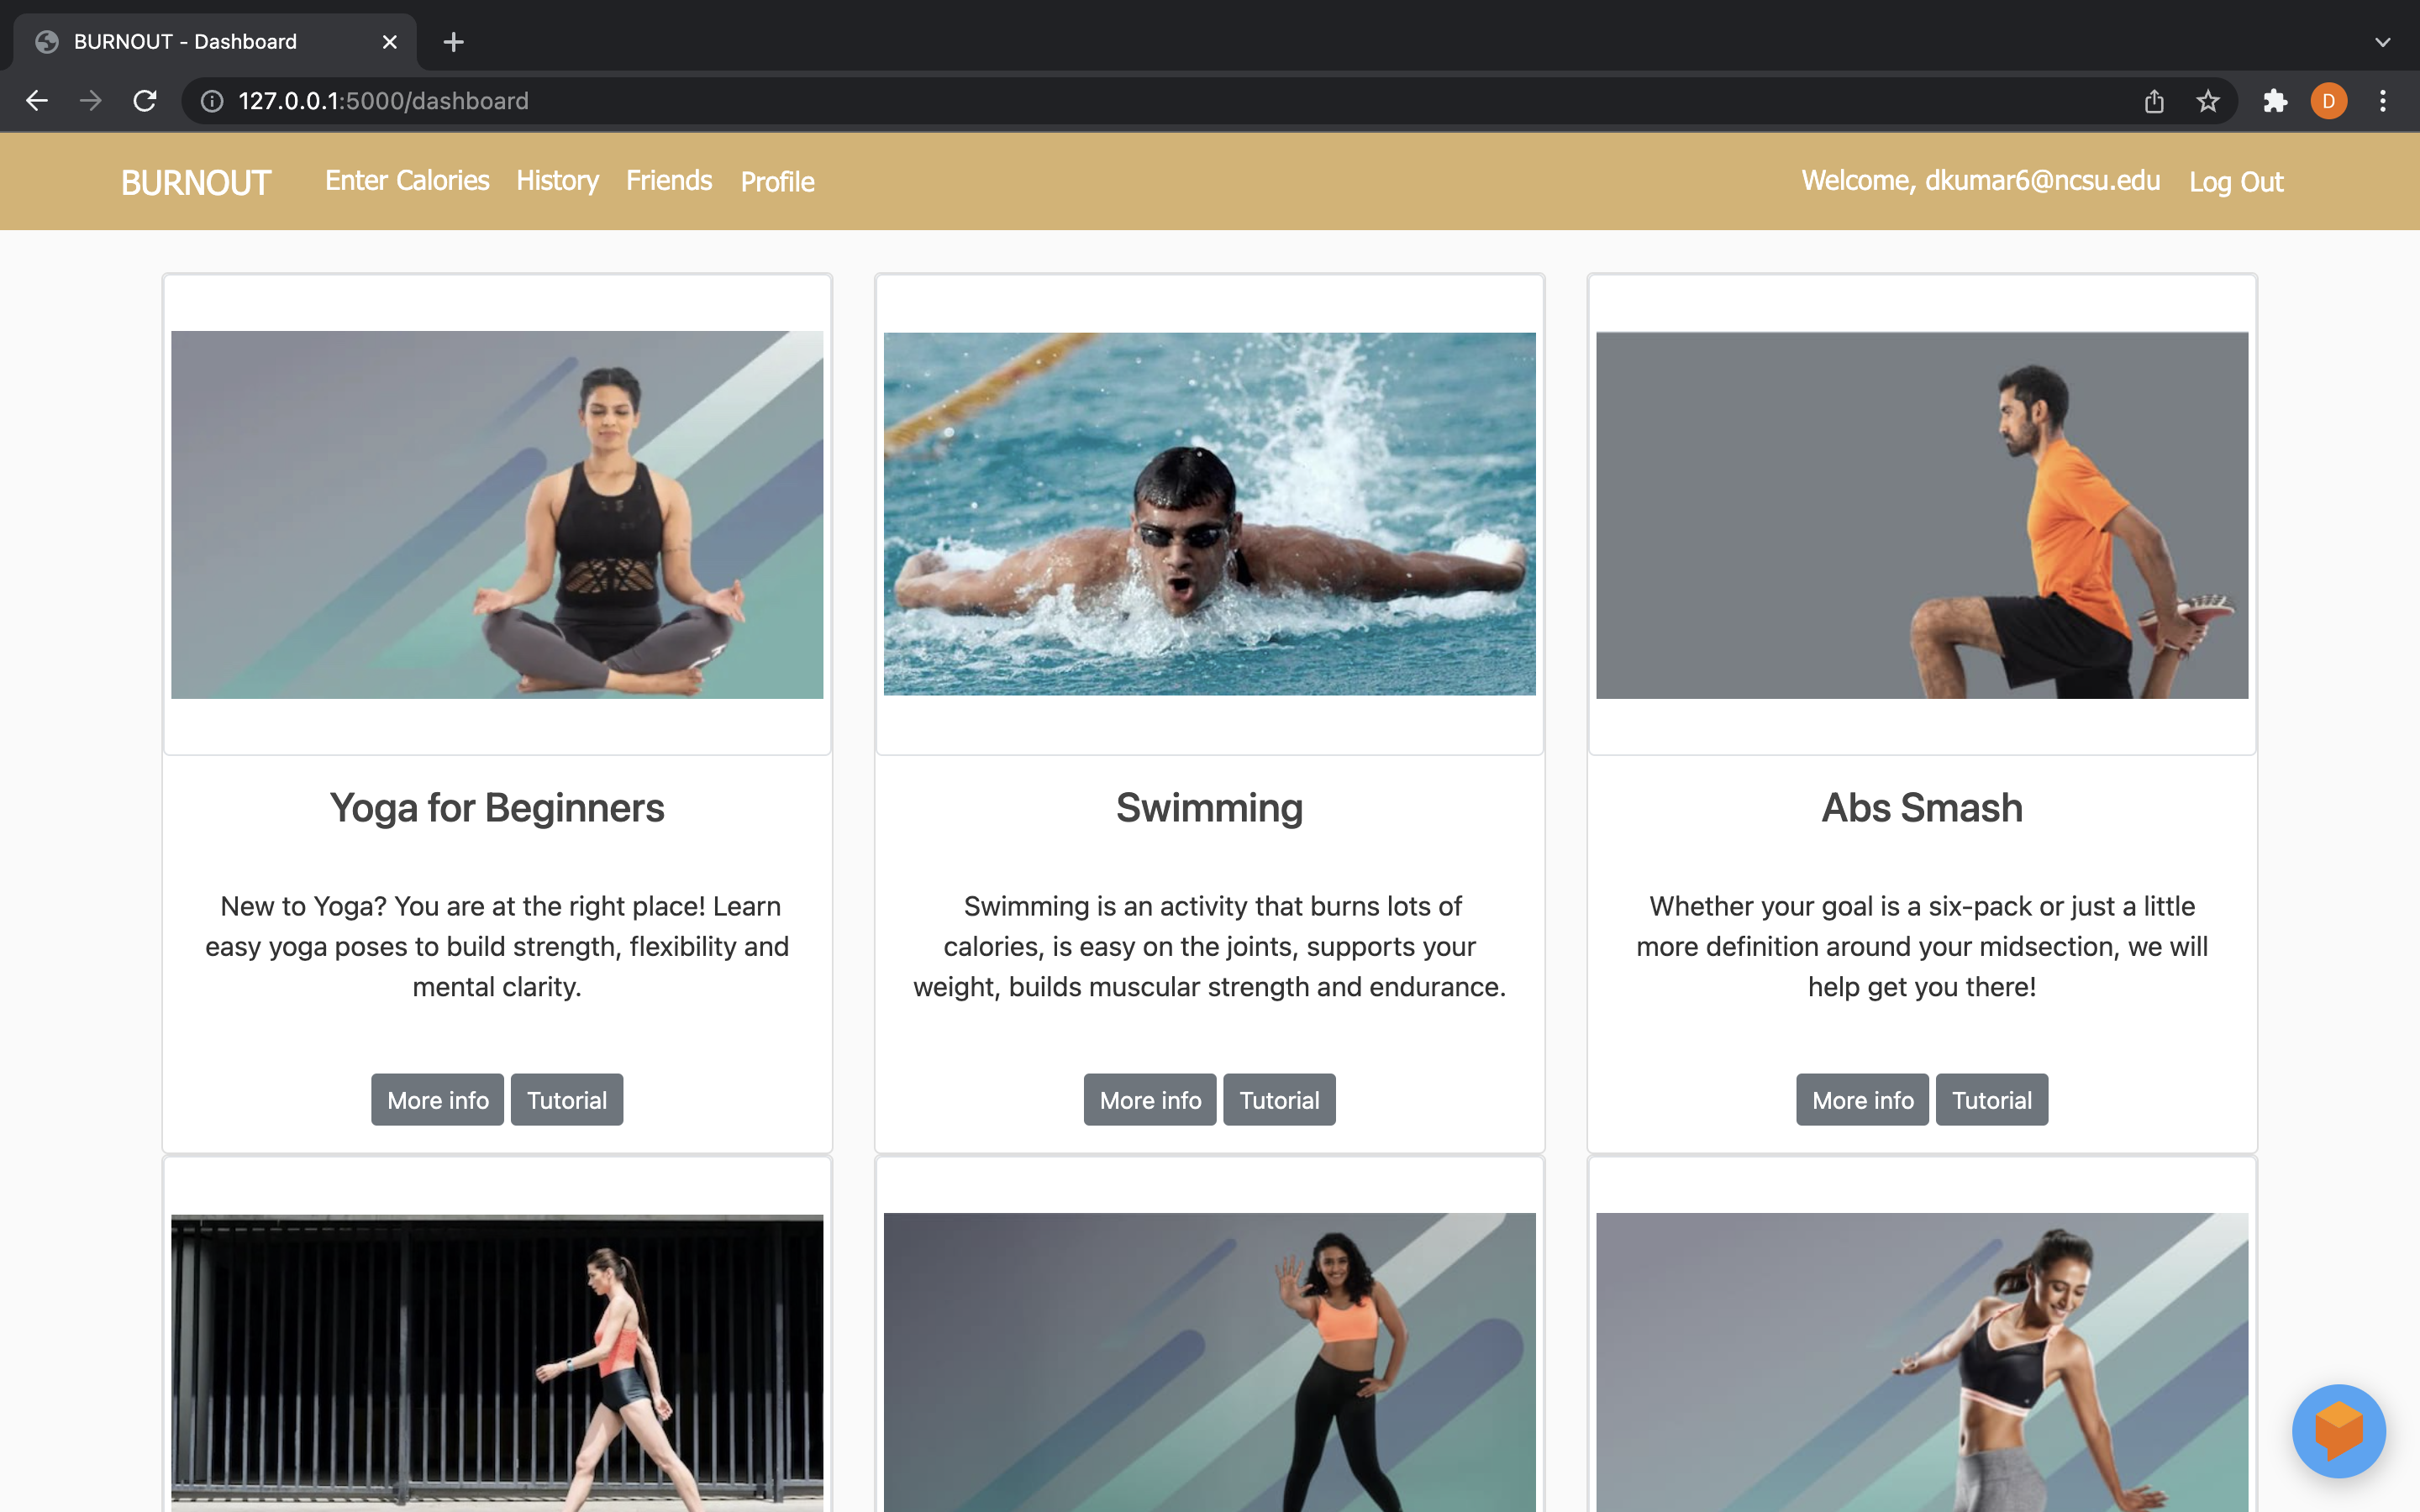 BURNOUT - Dashboard
127.0.0.1:5000/dashboard
D
BURNOUT Enter Calories History Friends Profile Welcome, dkumar6@ncsu.edu Log Out
Yoga for Beginners
New to Yoga? You are at the right place! Learn
easy yoga poses to build strength, flexibility and
mental clarity.
More info Tutorial
Swimming
Swimming is an activity that burns lots of
calories, is easy on the joints, supports your
weight, builds muscular strength and endurance.
More info Tutorial
Abs Smash
Whether your goal is a six-pack or just a little
more definition around your midsection, we will
help get you there!
More info Tutorial